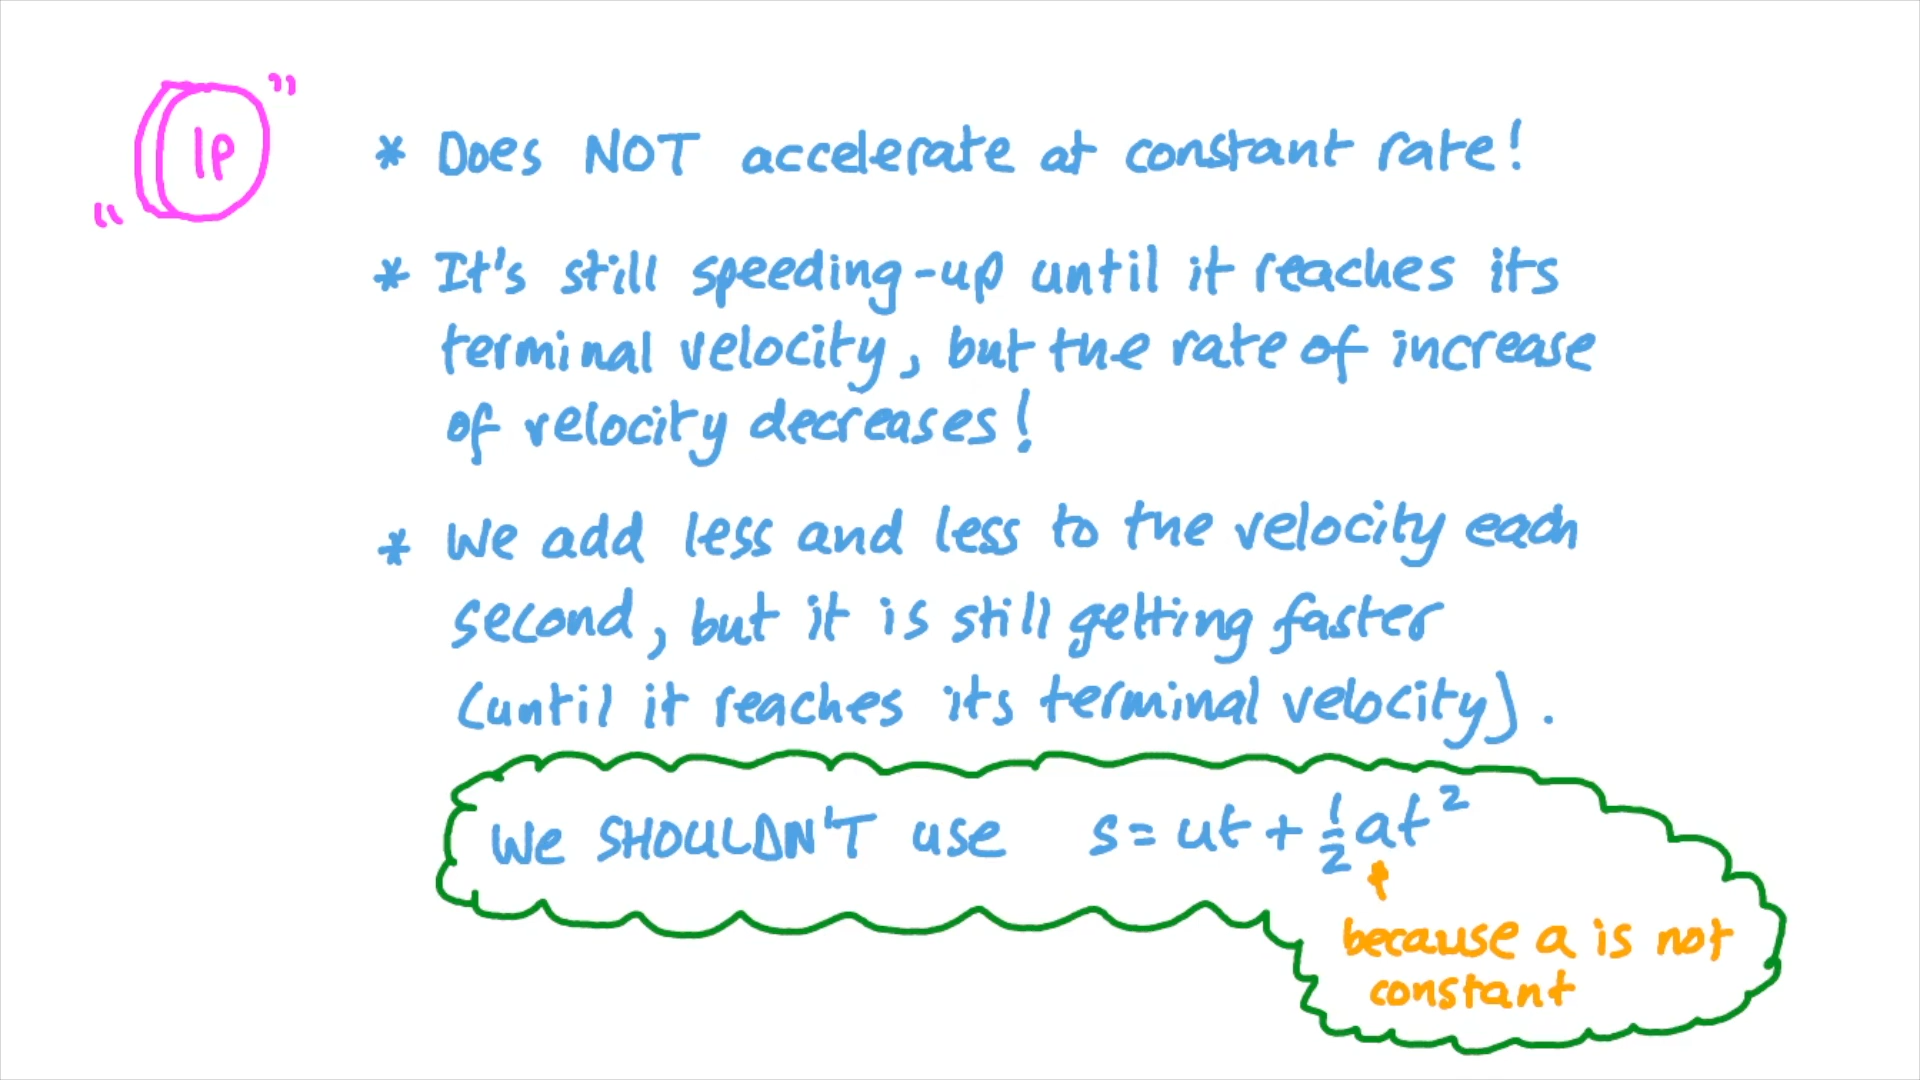 " 1P "
* Does NOT accelerate at constant rate!
* It's still speeding-up until it reaches its
terminal velocity, but the rate of increase
of velocity decreases!
* We add less and less to the velocity each
second, but it is still getting faster
(until it reaches its terminal velocity).
We SHOULDN'T use s = ut + ½at²
because a is not
constant